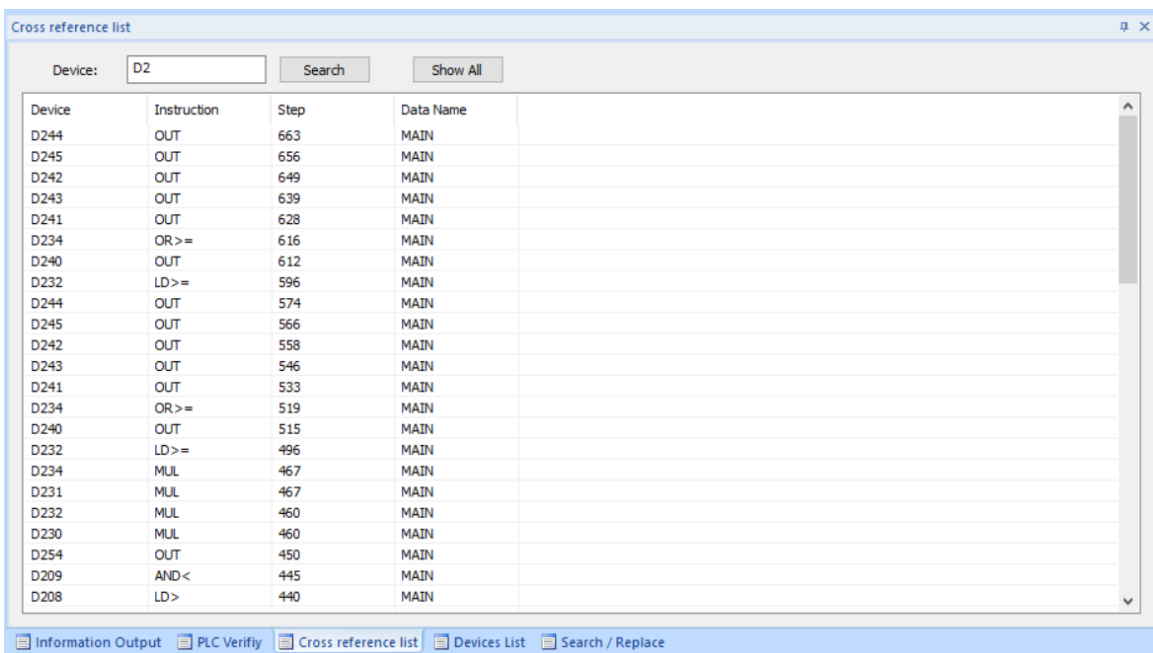 Cross reference list
Device: D2 Search Show All
Device Instruction Step Data Name
D244 OUT 663 MAIN
D245 OUT 656 MAIN
D242 OUT 649 MAIN
D243 OUT 639 MAIN
D241 OUT 628 MAIN
D234 OR>= 616 MAIN
D240 OUT 612 MAIN
D232 LD>= 596 MAIN
D244 OUT 574 MAIN
D245 OUT 566 MAIN
D242 OUT 558 MAIN
D243 OUT 546 MAIN
D241 OUT 533 MAIN
D234 OR>= 519 MAIN
D240 OUT 515 MAIN
D232 LD>= 496 MAIN
D234 MUL 467 MAIN
D231 MUL 467 MAIN
D232 MUL 460 MAIN
D230 MUL 460 MAIN
D254 OUT 450 MAIN
D209 AND< 445 MAIN
D208 LD> 440 MAIN
Information Output PLC Verifiy Cross reference list Devices List Search / Replace